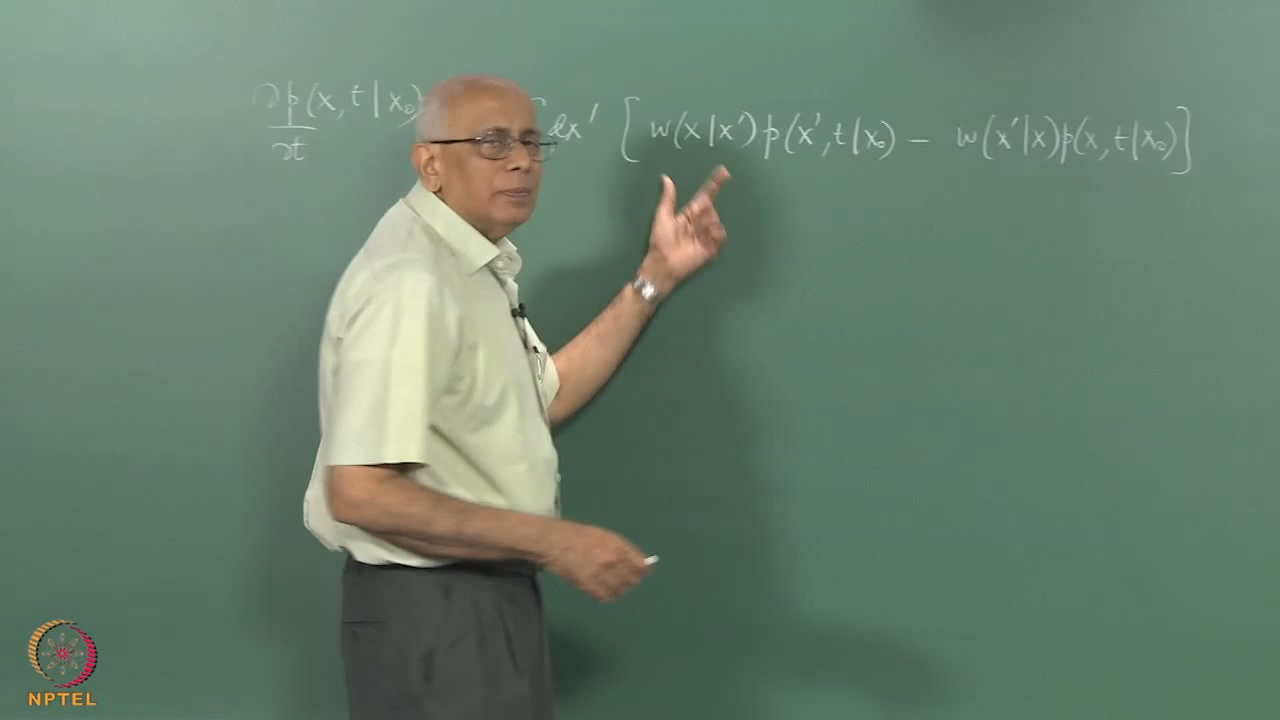 ∂p(x,t|x₀)/∂t dx' [w(x|x')p(x',t|x₀) − w(x'|x)p(x,t|x₀)]
NPTEL